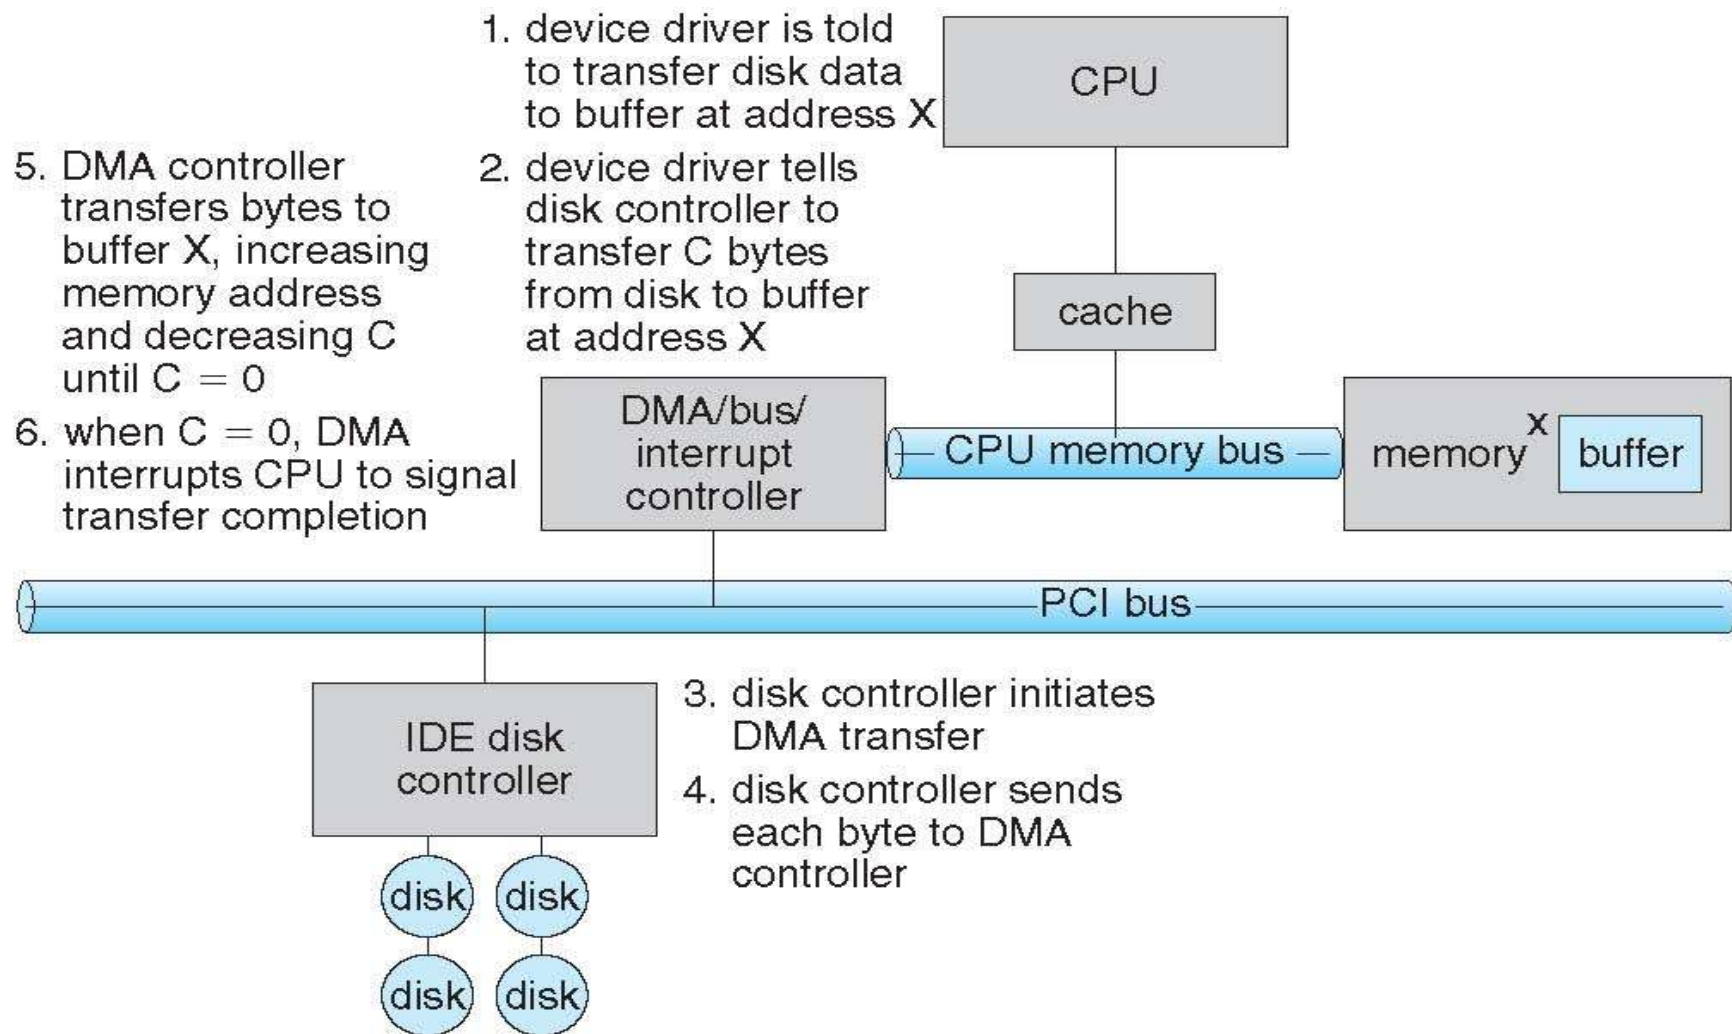 1. device driver is told
to transfer disk data
to buffer at address X
CPU
5. DMA controller
transfers bytes to
buffer X, increasing
memory address
and decreasing C
until C = 0
2. device driver tells
disk controller to
transfer C bytes
from disk to buffer
at address X
cache
6. when C = 0, DMA
interrupts CPU to signal
transfer completion
DMA/bus/
interrupt
controller
CPU memory bus
memory
X
buffer
PCI bus
IDE disk
controller
3. disk controller initiates
DMA transfer
4. disk controller sends
each byte to DMA
controller
disk
disk
disk
disk